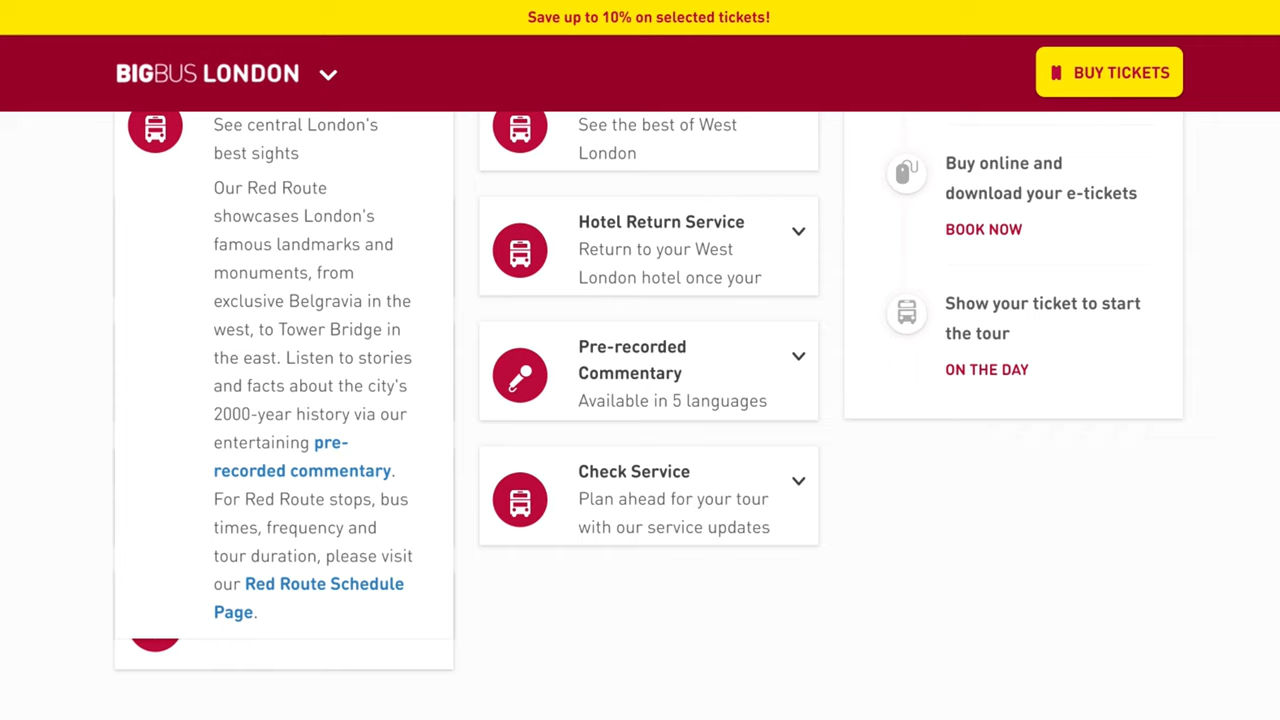 Save up to 10% on selected tickets!
BIGBUS LONDON
BUY TICKETS
See central London's
best sights
Our Red Route
showcases London's
famous landmarks and
monuments, from
exclusive Belgravia in the
west, to Tower Bridge in
the east. Listen to stories
and facts about the city's
2000-year history via our
entertaining pre-
recorded commentary.
For Red Route stops, bus
times, frequency and
tour duration, please visit
our Red Route Schedule
Page.
See the best of West
London
Hotel Return Service
Return to your West
London hotel once your
Pre-recorded
Commentary
Available in 5 languages
Check Service
Plan ahead for your tour
with our service updates
Buy online and
download your e-tickets
BOOK NOW
Show your ticket to start
the tour
ON THE DAY